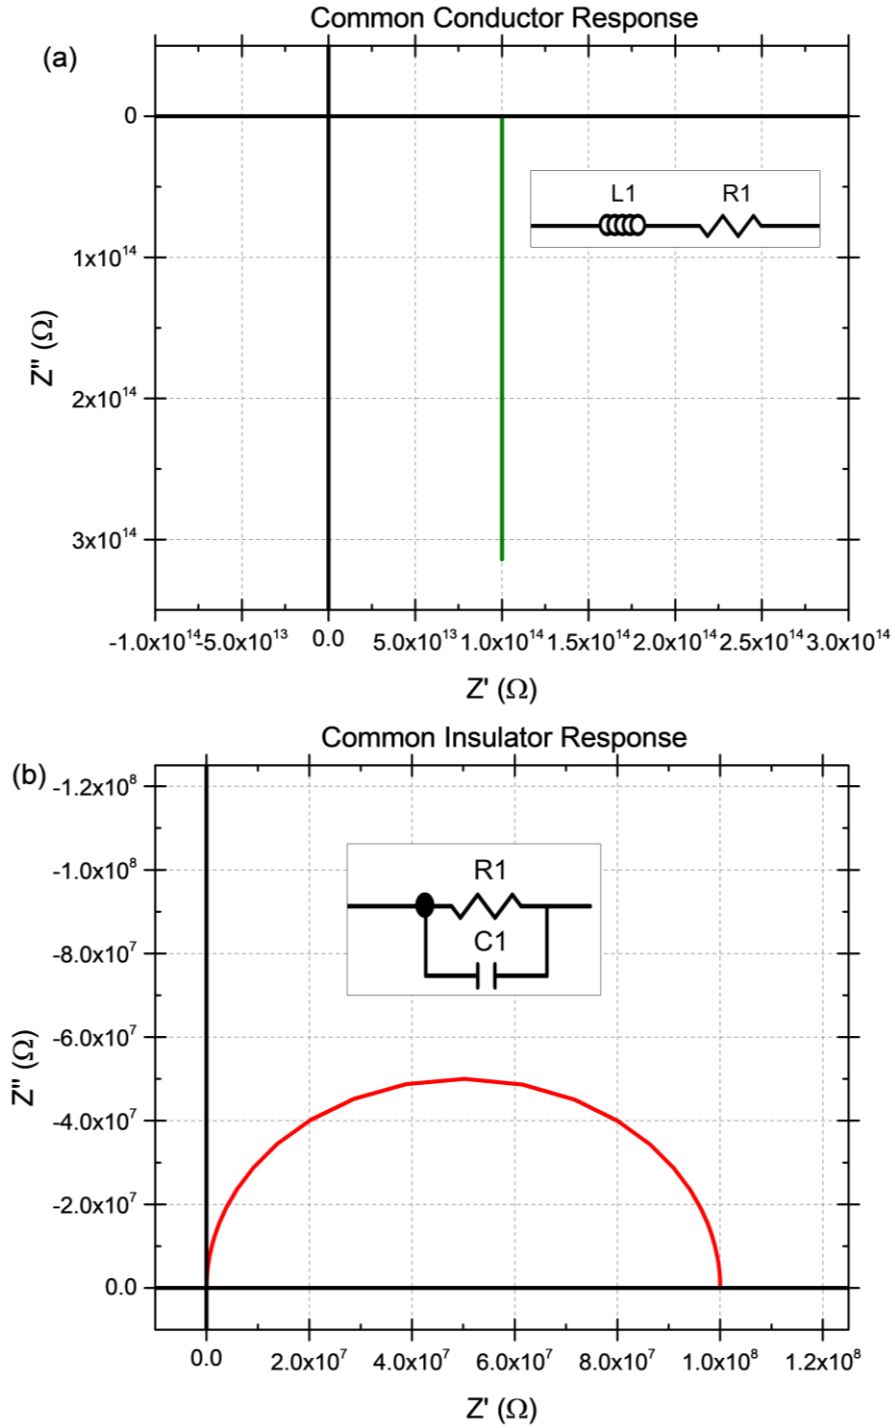 Common Conductor Response
(a)
0
1x10¹⁴
2x10¹⁴
3x10¹⁴
Z'' (Ω)
L1 R1
-1.0x10¹⁴ -5.0x10¹³ 0.0 5.0x10¹³ 1.0x10¹⁴ 1.5x10¹⁴ 2.0x10¹⁴ 2.5x10¹⁴ 3.0x10¹⁴
Z' (Ω)
Common Insulator Response
(b)
-1.2x10⁸
-1.0x10⁸
-8.0x10⁷
-6.0x10⁷
-4.0x10⁷
-2.0x10⁷
0.0
Z'' (Ω)
R1
C1
0.0 2.0x10⁷ 4.0x10⁷ 6.0x10⁷ 8.0x10⁷ 1.0x10⁸ 1.2x10⁸
Z' (Ω)